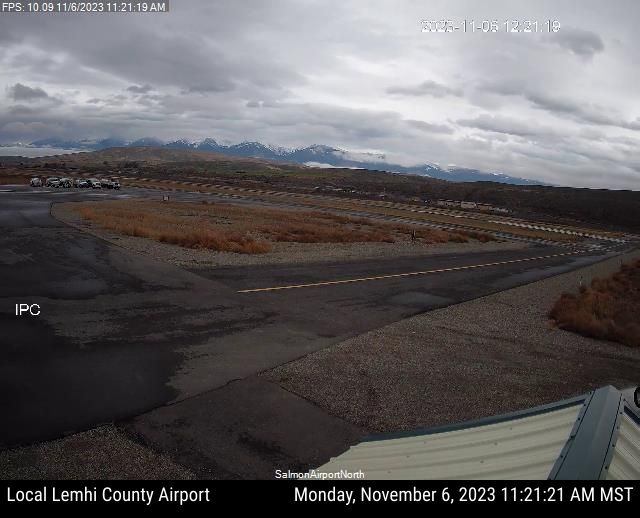 FPS: 10.09 11/6/2023 11:21:19 AM
2023-11-06 12:21:19
IPC
SalmonAirportNorth
Local Lemhi County Airport
Monday, November 6, 2023 11:21:21 AM MST